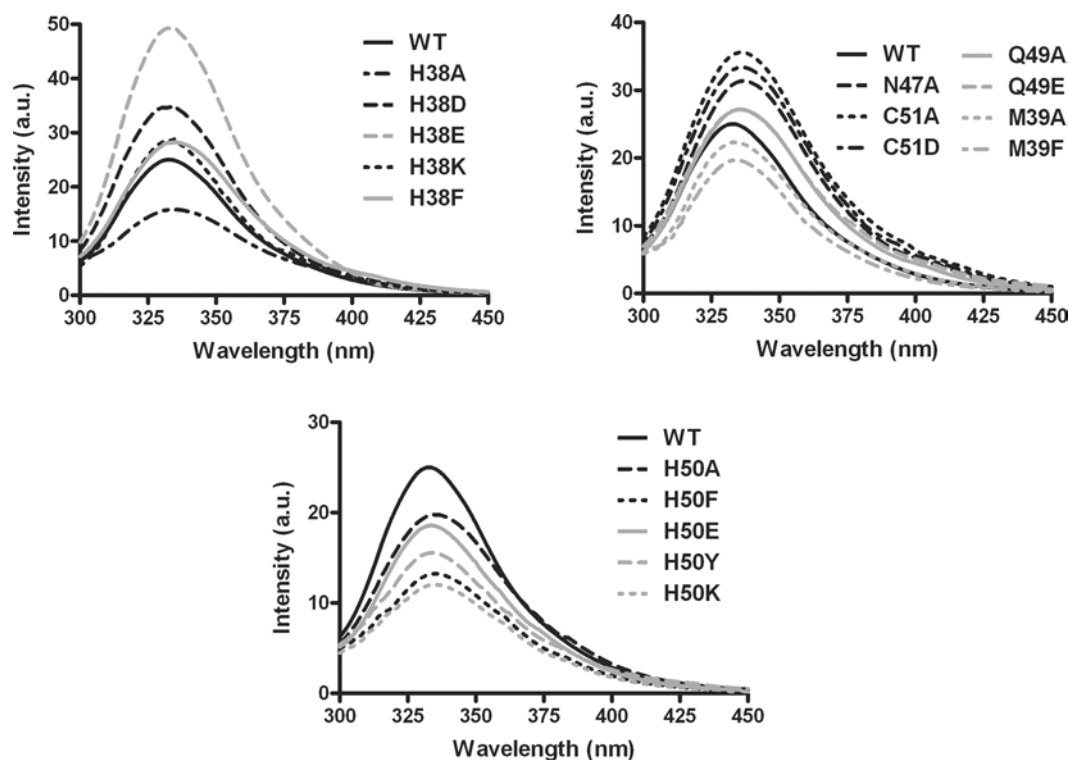 50
40
30
20
10
0
300
325
350
375
400
425
450
Intensity (a.u.)
Wavelength (nm)
WT
H38A
H38D
H38E
H38K
H38F
40
30
20
10
0
300
325
350
375
400
425
450
Intensity (a.u.)
Wavelength (nm)
WT
N47A
C51A
C51D
Q49A
Q49E
M39A
M39F
30
20
10
0
300
325
350
375
400
425
450
Intensity (a.u.)
Wavelength (nm)
WT
H50A
H50F
H50E
H50Y
H50K